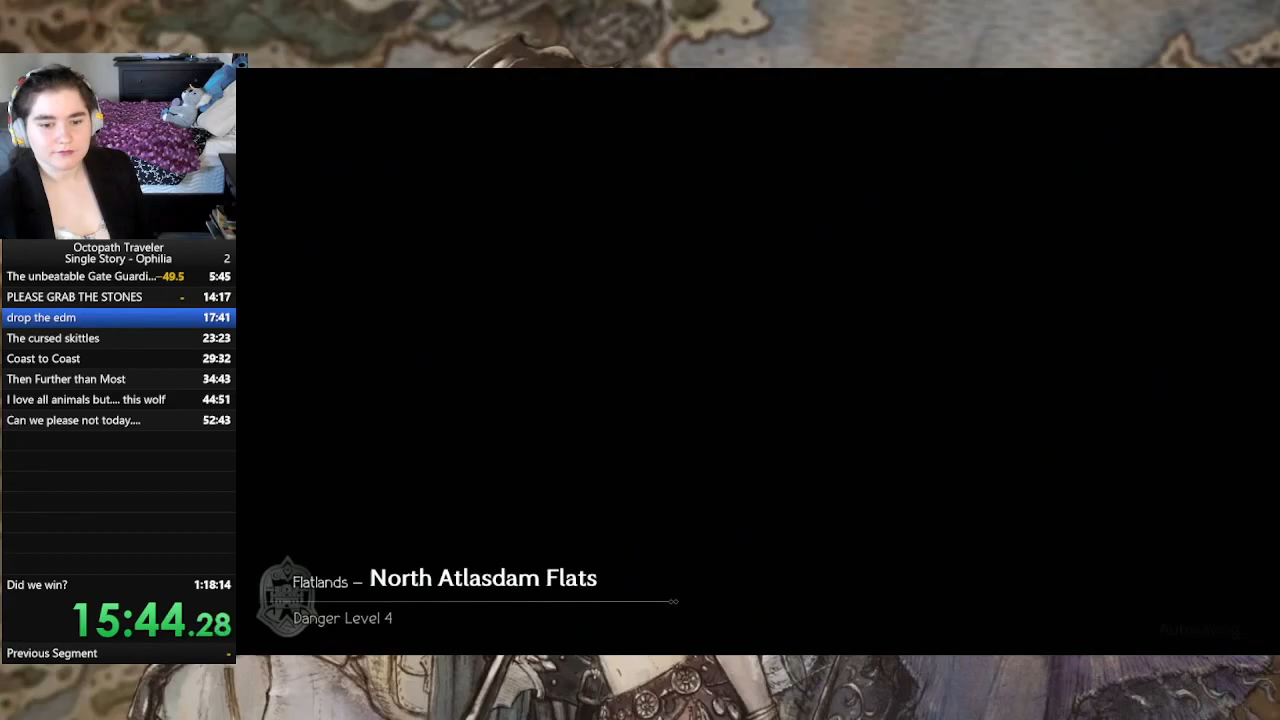 Octopath Traveler
Single Story - Ophilia 2
The unbeatable Gate Guardi... -49.5 5:45
PLEASE GRAB THE STONES - 14:17
drop the edm 17:41
The cursed skittles 23:23
Coast to Coast 29:32
Then Further than Most 34:43
I love all animals but.... this wolf 44:51
Can we please not today.... 52:43
Did we win? 1:18:14
15:44.28
Previous Segment -
Flatlands – North Atlasdam Flats
Danger Level 4